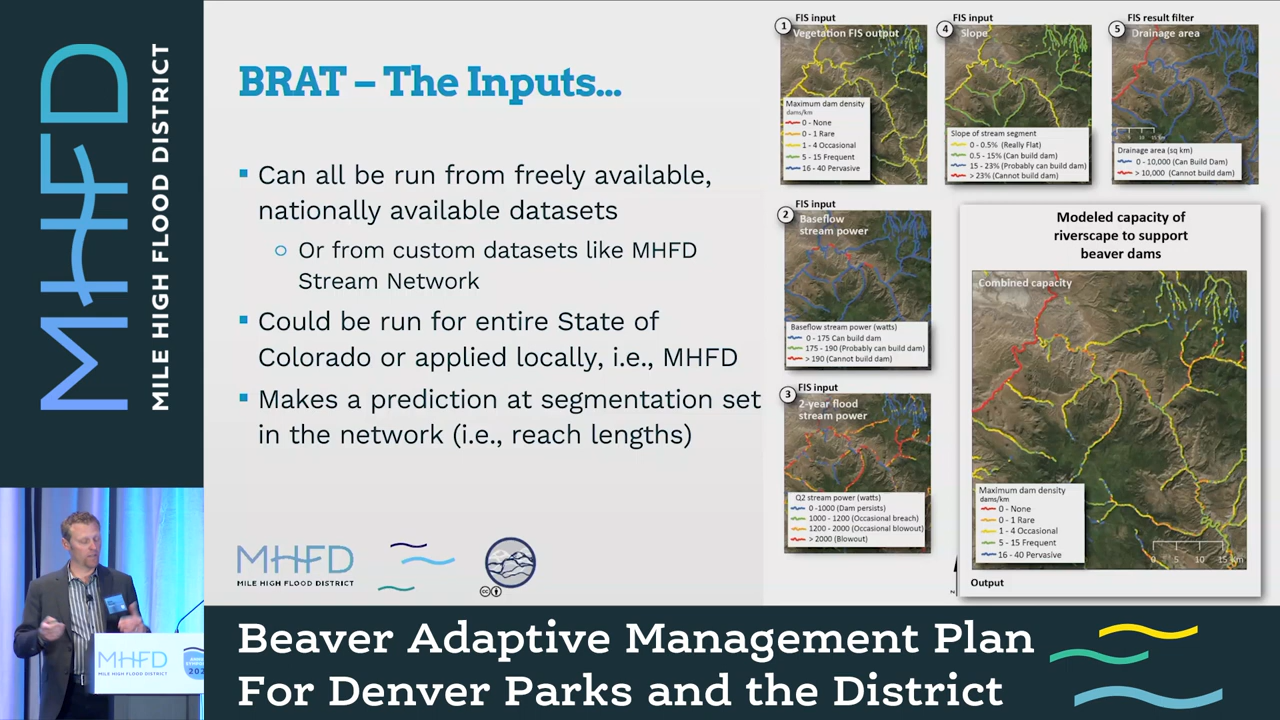 MHFD
MILE HIGH FLOOD DISTRICT
BRAT – The Inputs...
▪ Can all be run from freely available,
nationally available datasets
○ Or from custom datasets like MHFD
Stream Network
▪ Could be run for entire State of
Colorado or applied locally, i.e., MHFD
▪ Makes a prediction at segmentation set
in the network (i.e., reach lengths)
MHFD
MILE HIGH FLOOD DISTRICT
1
FIS input
Vegetation FIS output
Maximum dam density
dams/km
0 - None
0 - 1 Rare
1 - 4 Occasional
5 - 15 Frequent
16 - 40 Pervasive
4
FIS input
Slope
Slope of stream segment
0 - 0.5% (Really Flat)
0.5 - 15% (Can build dam)
15 - 23% (Probably can build dam)
> 23% (Cannot build dam)
5
FIS result filter
Drainage area
Drainage area (sq km)
0 - 10,000 (Can Build Dam)
> 10,000 (Cannot build dam)
2
FIS input
Baseflow
stream power
Baseflow stream power (watts)
0 - 175 Can build dam
175 - 190 (Probably can build dam)
> 190 (Cannot build dam)
3
FIS input
2-year flood
stream power
Q2 stream power (watts)
0 -1000 (Dam persists)
1000 - 1200 (Occasional breach)
1200 - 2000 (Occasional blowout)
> 2000 (Blowout)
Modeled capacity of
riverscape to support
beaver dams
Combined capacity
Maximum dam density
dams/km
0 - None
0 - 1 Rare
1 - 4 Occasional
5 - 15 Frequent
16 - 40 Pervasive
0 5 10 15 km
Output
MHFD
MILE HIGH FLOOD DISTRICT
Beaver Adaptive Management Plan
For Denver Parks and the District